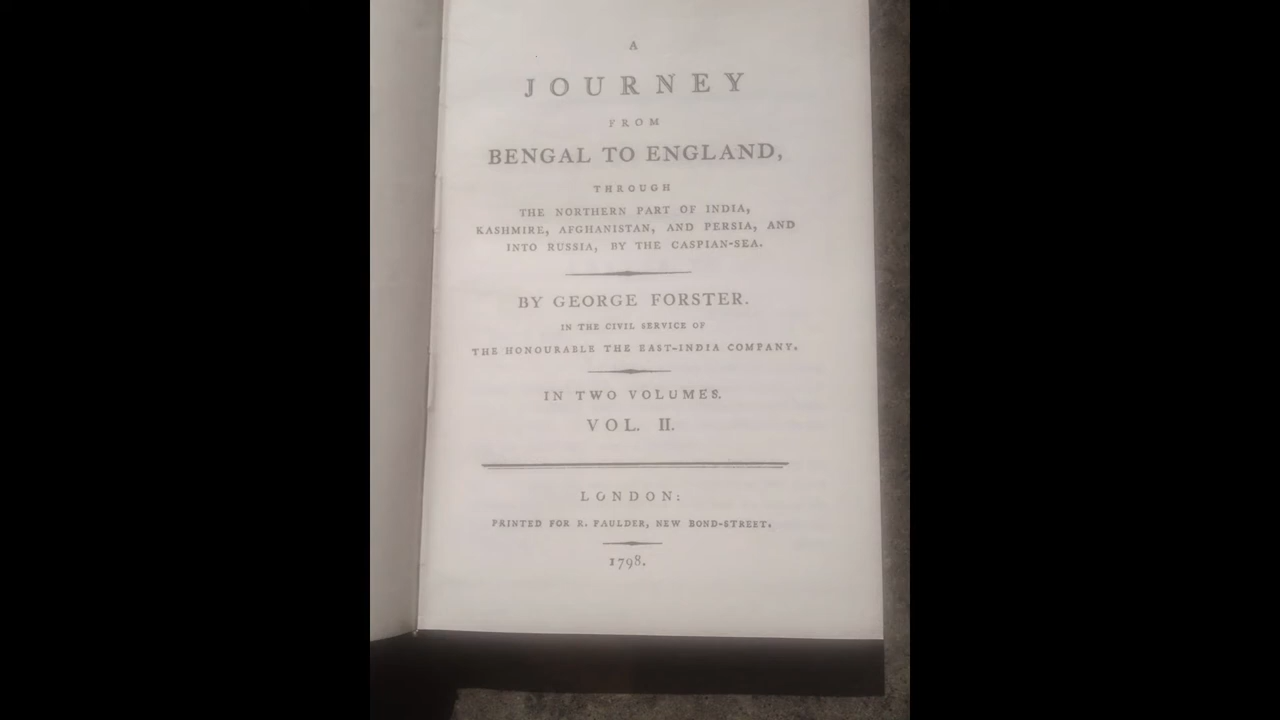 A
JOURNEY
FROM
BENGAL TO ENGLAND,
THROUGH
THE NORTHERN PART OF INDIA,
KASHMIRE, AFGHANISTAN, AND PERSIA, AND
INTO RUSSIA, BY THE CASPIAN-SEA.
BY GEORGE FORSTER.
IN THE CIVIL SERVICE OF
THE HONOURABLE THE EAST-INDIA COMPANY.
IN TWO VOLUMES.
VOL. II.
LONDON:
PRINTED FOR R. FAULDER, NEW BOND-STREET.
1798.